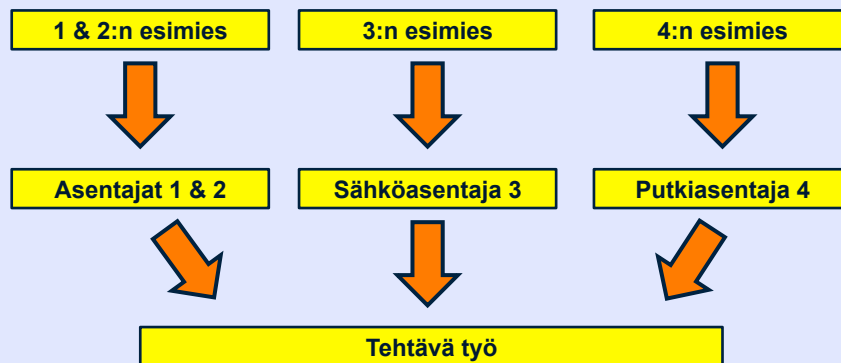 1 & 2:n esimies
3:n esimies
4:n esimies
Asentajat 1 & 2
Sähköasentaja 3
Putkiasentaja 4
Tehtävä työ